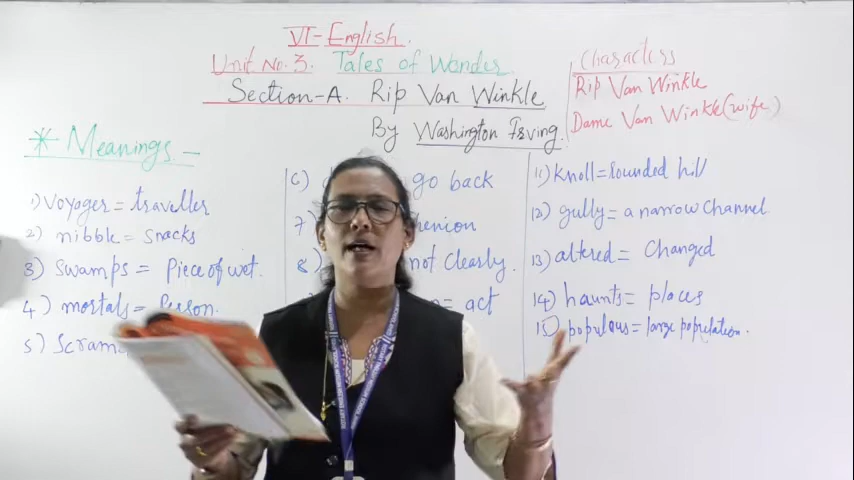 VI-English.
Unit No. 3. Tales of Wonder
Section-A. Rip Van Winkle
By Washington Irving.
Characters
Rip Van Winkle
Dame Van Winkle (wife)
* Meanings -
1) Voyager = traveller
2) nibble = snacks
3) Swamps = Piece of wet.
4) mortals = Person.
5) Scram
6) go back
7)
8) not Clearly.
= act
11) Knoll = rounded hill
12) gully = a narrow channel
13) altered = Changed
14) haunts = places
15) populous = large population.